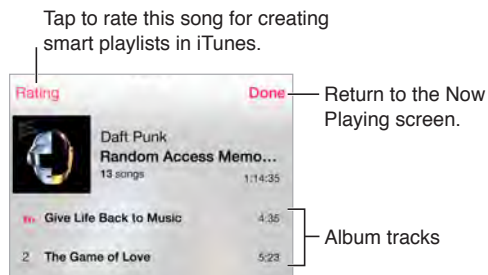 Tap to rate this song for creating
smart playlists in iTunes.
Rating
Done
Return to the Now
Playing screen.
Daft Punk
Random Access Memo...
13 songs
1:14:35
Give Life Back to Music
4:35
Album tracks
2 The Game of Love
5:23